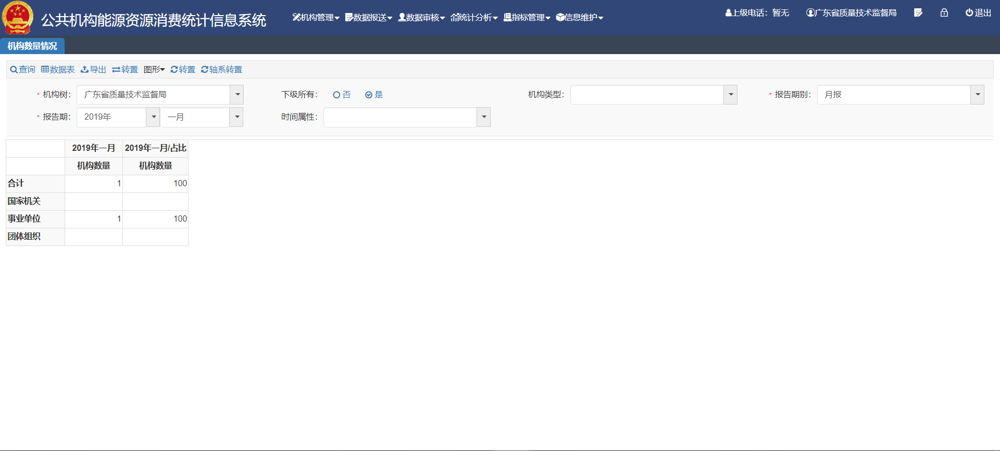 公共机构能源资源消费统计信息系统 机构管理 数据报送 数据审核 统计分析 指标管理 信息维护 上级电话：暂无 广东省质量技术监督局 退出
机构数量情况
查询 数据表 导出 转置 图形 转置 轴系转置
* 机构树： 广东省质量技术监督局 下级所有： 否 是 机构类型： * 报告期别： 月报
* 报告期： 2019年 一月 时间属性：
2019年一月 2019年一月/占比
机构数量 机构数量
合计 1 100
国家机关
事业单位 1 100
团体组织